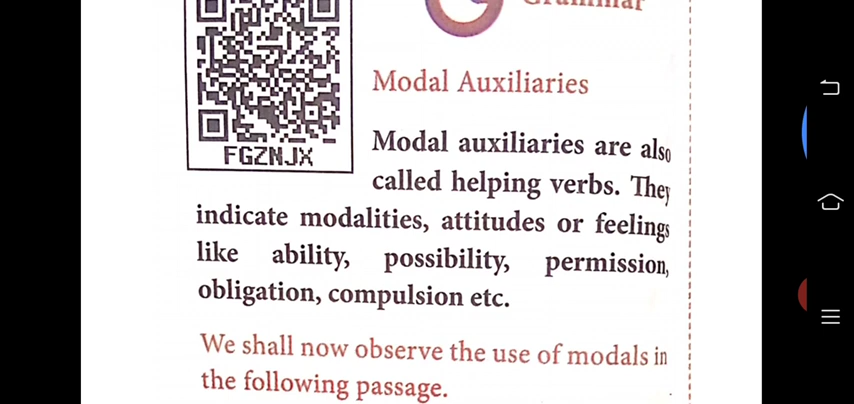 Grammar
FGZNJX
Modal Auxiliaries
Modal auxiliaries are also
called helping verbs. They
indicate modalities, attitudes or feelings
like ability, possibility, permission,
obligation, compulsion etc.
We shall now observe the use of modals in
the following passage.